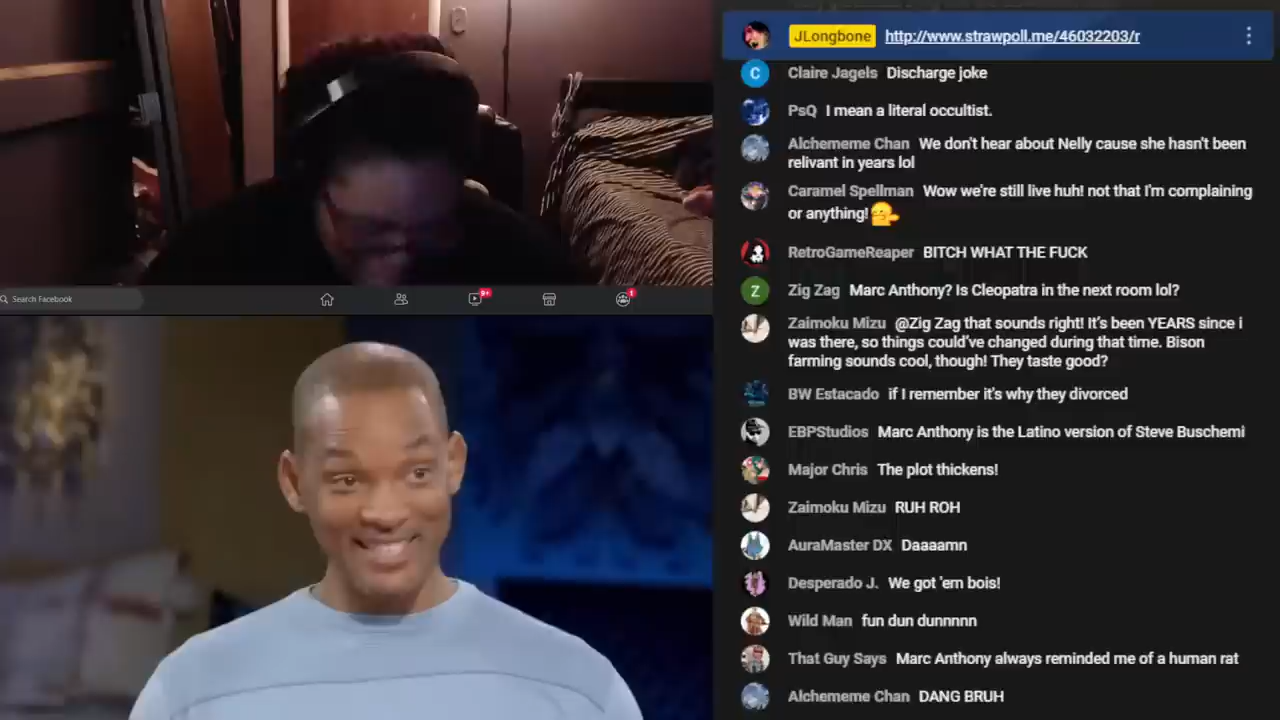 JLongbone http://www.strawpoll.me/46032203/r
C Claire Jagels Discharge joke
PsQ I mean a literal occultist.
Alchememe Chan We don't hear about Nelly cause she hasn't been
relivant in years lol
Caramel Spellman Wow we're still live huh! not that I'm complaining
or anything!
RetroGameReaper BITCH WHAT THE FUCK
Z Zig Zag Marc Anthony? Is Cleopatra in the next room lol?
Search Facebook
9+
1
Zaimoku Mizu @Zig Zag that sounds right! It's been YEARS since i
was there, so things could've changed during that time. Bison
farming sounds cool, though! They taste good?
BW Estacado if I remember it's why they divorced
EBPStudios Marc Anthony is the Latino version of Steve Buschemi
Major Chris The plot thickens!
Zaimoku Mizu RUH ROH
AuraMaster DX Daaaamn
Desperado J. We got 'em bois!
Wild Man fun dun dunnnnn
That Guy Says Marc Anthony always reminded me of a human rat
Alchememe Chan DANG BRUH